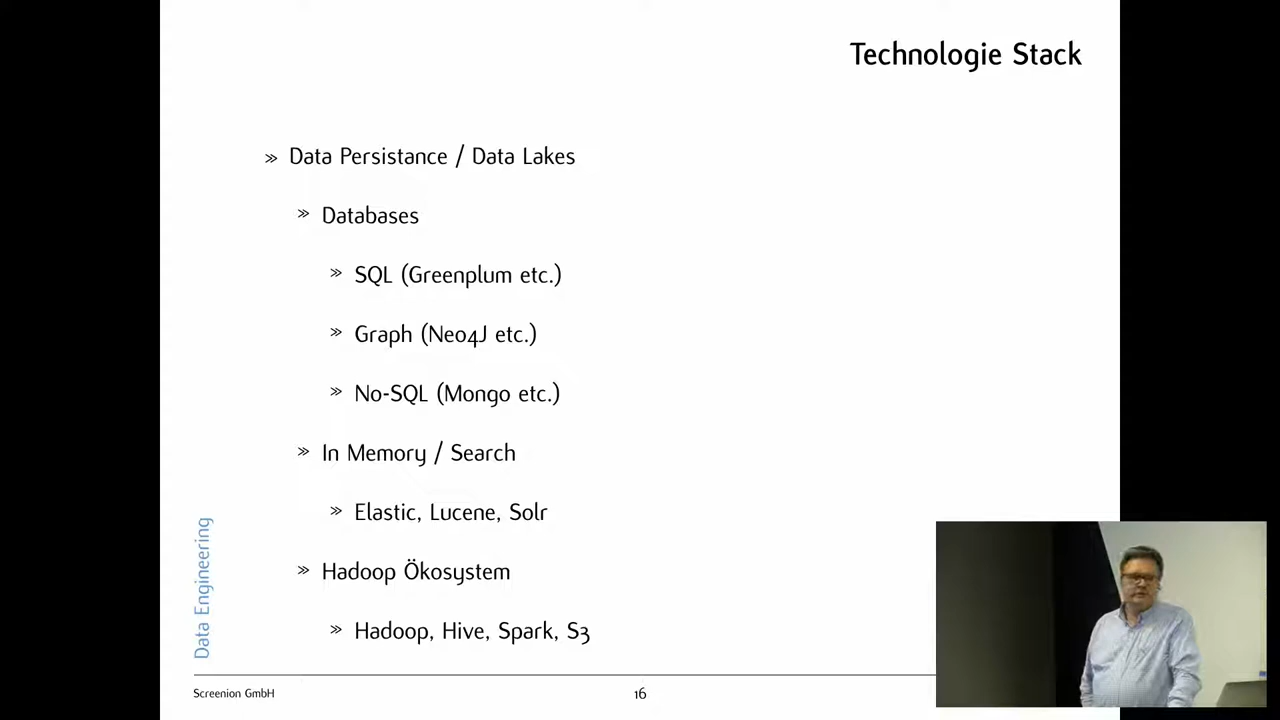 Technologie Stack
» Data Persistance / Data Lakes
» Databases
» SQL (Greenplum etc.)
» Graph (Neo4J etc.)
» No-SQL (Mongo etc.)
» In Memory / Search
» Elastic, Lucene, Solr
» Hadoop Ökosystem
» Hadoop, Hive, Spark, S3
Data Engineering
Screenion GmbH
16